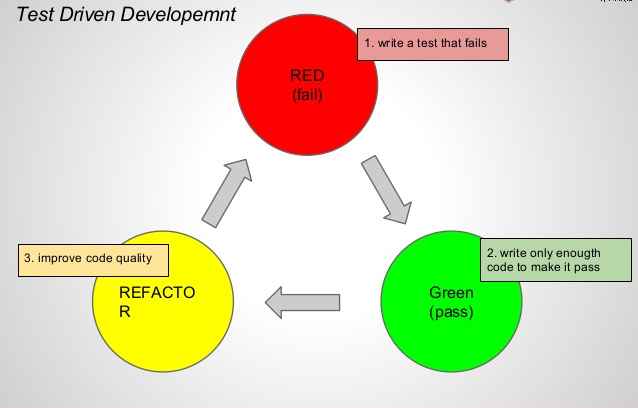 Test Driven Developemnt
1. write a test that fails
RED
(fail)
3. improve code quality
2. write only enougth
code to make it pass
REFACTO
R
Green
(pass)